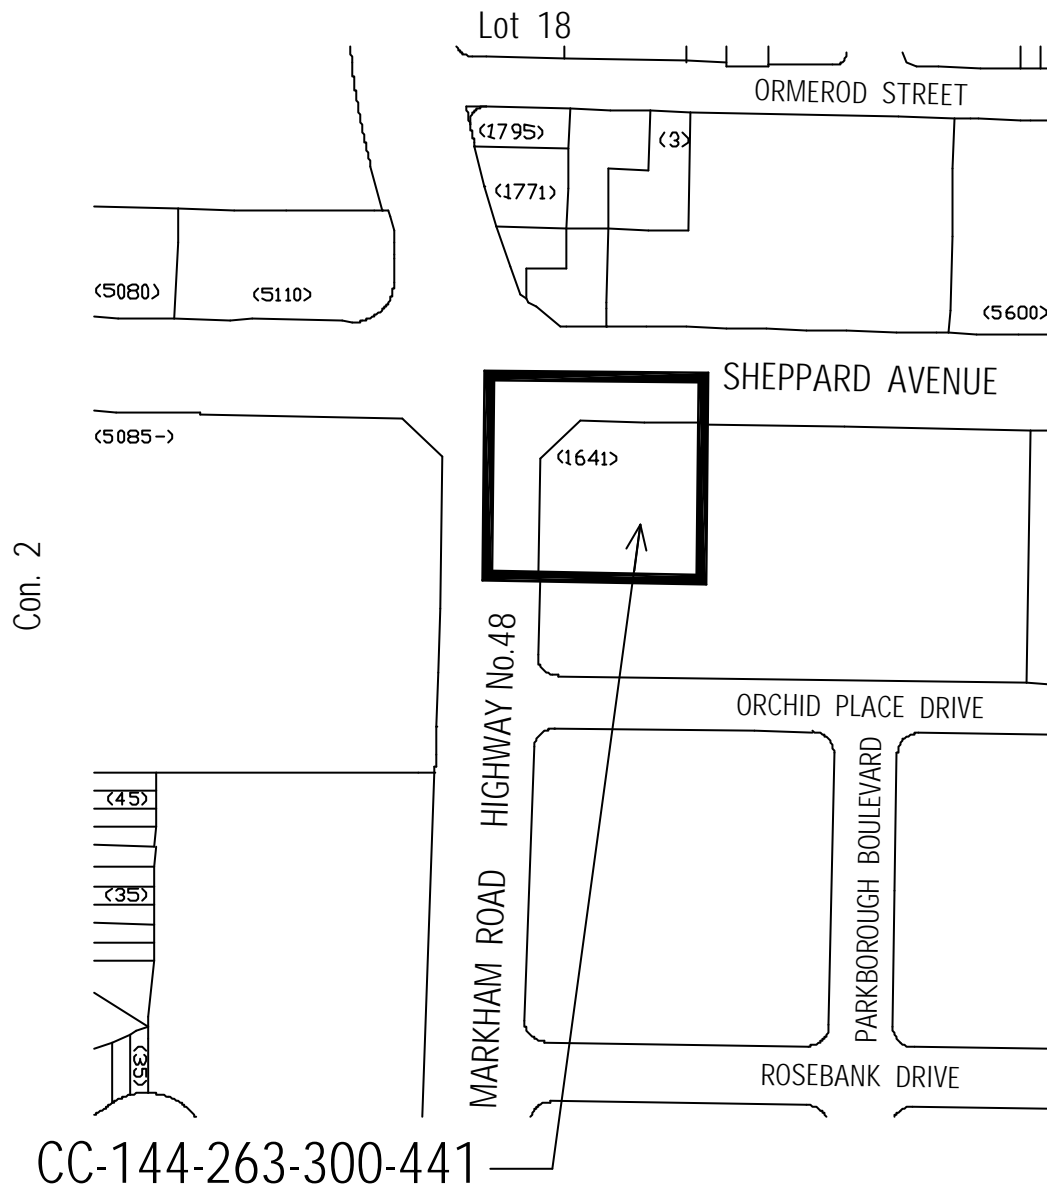 Lot 18
ORMEROD STREET
(1795)
(3)
(1771)
(5080)
(5110)
(5600)
SHEPPARD AVENUE
(5085-)
(1641)
Con. 2
HIGHWAY No.48
ORCHID PLACE DRIVE
(45)
(35)
MARKHAM ROAD
PARKBOROUGH BOULEVARD
(35)
ROSEBANK DRIVE
CC-144-263-300-441